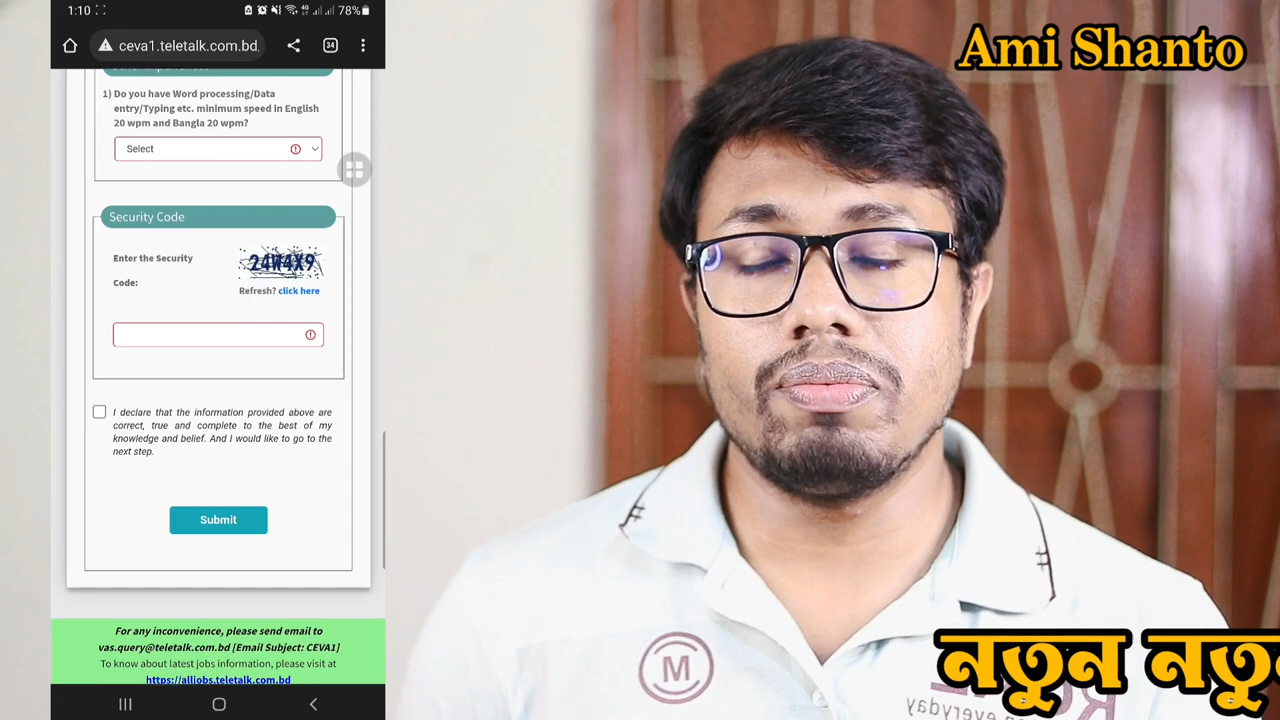 1:10
4G
78%
ceva1.teletalk.com.bd
34
1) Do you have Word processing/Data
entry/Typing etc. minimum speed in English
20 wpm and Bangla 20 wpm?
Select
Security Code
Enter the Security
Code:
24W4X9
Refresh? click here
I declare that the information provided above are
correct, true and complete to the best of my
knowledge and belief. And I would like to go to the
next step.
Submit
For any inconvenience, please send email to
vas.query@teletalk.com.bd [Email Subject: CEVA1]
To know about latest jobs information, please visit at
https://alljobs.teletalk.com.bd
Ami Shanto
M
everyday
নতুন নতু